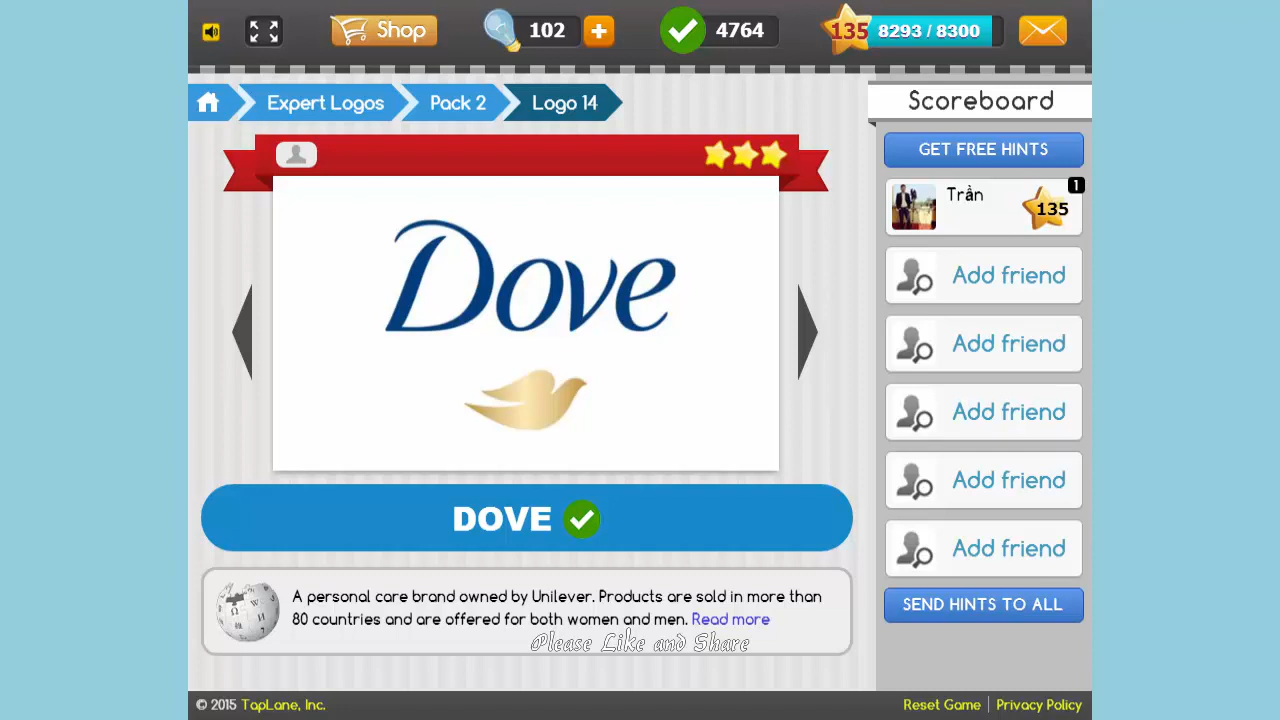 Shop
102
4764
135
8293 / 8300
Expert Logos
Pack 2
Logo 14
Dove
DOVE
A personal care brand owned by Unilever. Products are sold in more than
80 countries and are offered for both women and men. Read more
Please Like and Share
Scoreboard
GET FREE HINTS
1
Trần
135
Add friend
Add friend
Add friend
Add friend
Add friend
SEND HINTS TO ALL
© 2015 TapLane, Inc.
Reset Game | Privacy Policy